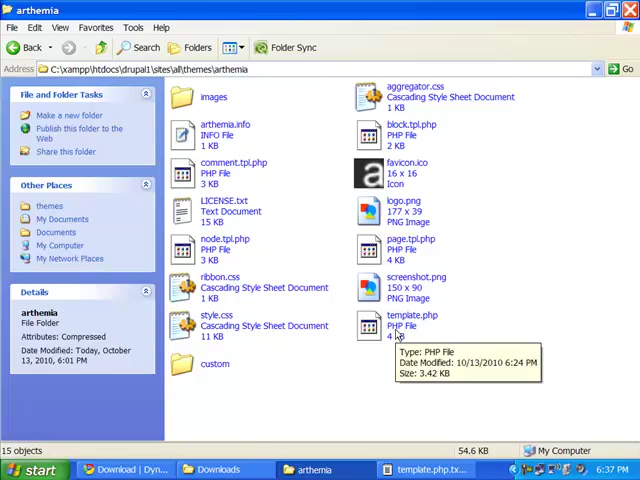 arthemia
File Edit View Favorites Tools Help
Back Search Folders Folder Sync
Address C:\xampp\htdocs\drupal1\sites\all\themes\arthemia Go
File and Folder Tasks
Make a new folder
Publish this folder to the
Web
Share this folder
Other Places
themes
My Documents
Documents
My Computer
My Network Places
Details
arthemia
File Folder
Attributes: Compressed
Date Modified: Today, October
13, 2010, 6:01 PM
images
aggregator.css
Cascading Style Sheet Document
1 KB
arthemia.info
INFO File
1 KB
block.tpl.php
PHP File
2 KB
comment.tpl.php
PHP File
3 KB
a
favicon.ico
16 x 16
Icon
LICENSE.txt
Text Document
15 KB
logo.png
177 x 39
PNG Image
node.tpl.php
PHP File
3 KB
page.tpl.php
PHP File
4 KB
ribbon.css
Cascading Style Sheet Document
1 KB
screenshot.png
150 x 90
PNG Image
style.css
Cascading Style Sheet Document
11 KB
template.php
PHP File
4 KB
custom
Type: PHP File
Date Modified: 10/13/2010 6:24 PM
Size: 3.42 KB
15 objects 54.6 KB My Computer
start Download | Dyn... Downloads arthemia template.php.tx... 6:37 PM